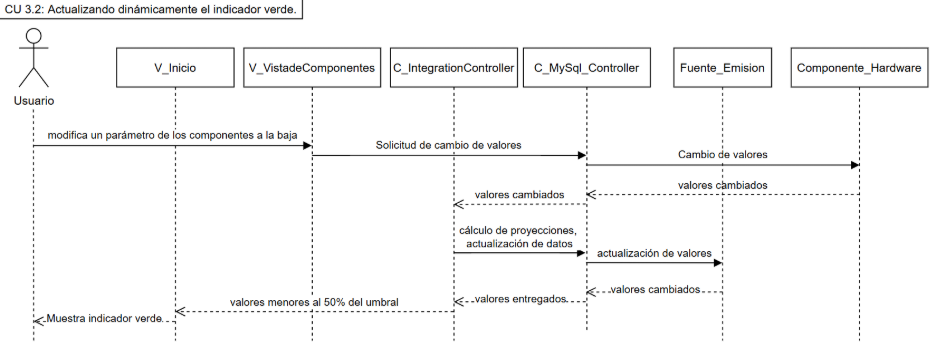 CU 3.2: Actualizando dinámicamente el indicador verde.
Usuario
V_Inicio
V_VistadeComponentes
C_IntegrationController
C_MySql_Controller
Fuente_Emision
Componente_Hardware
modifica un parámetro de los componentes a la baja
Solicitud de cambio de valores
Cambio de valores
valores cambiados
valores cambiados
cálculo de proyecciones,
actualización de datos
actualización de valores
valores cambiados
valores entregados
valores menores al 50% del umbral
Muestra indicador verde